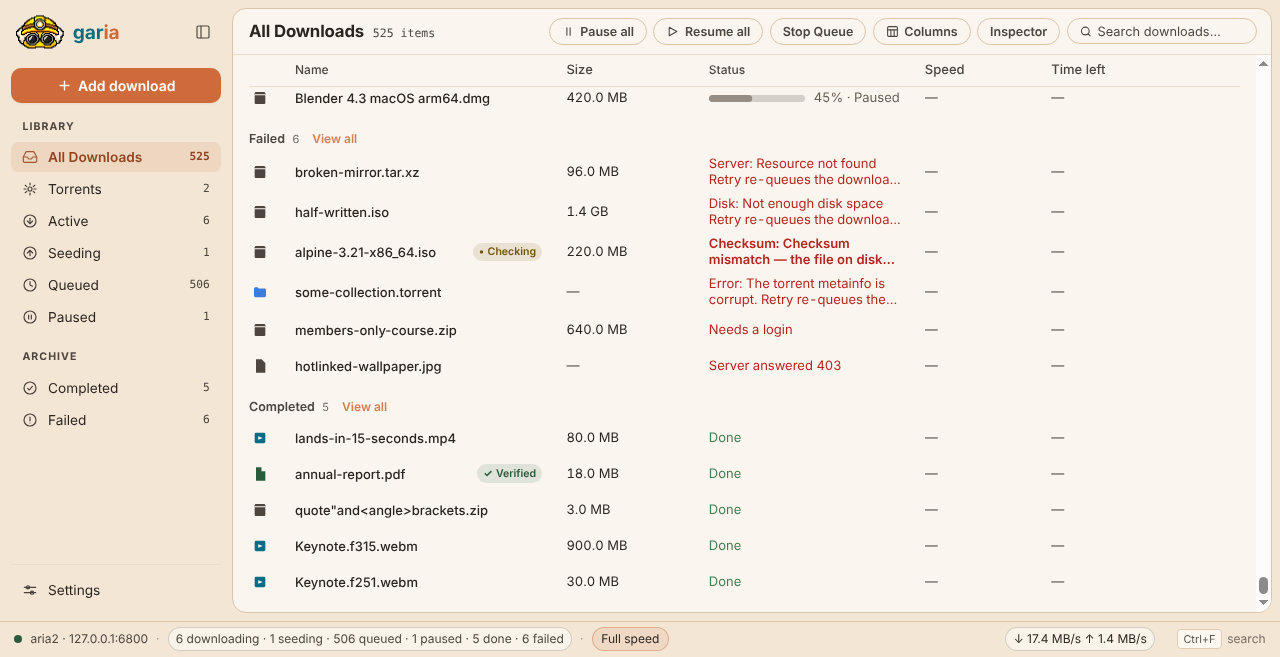 garia
Add download
LIBRARY
All Downloads 525
Torrents 2
Active 6
Seeding 1
Queued 506
Paused 1
ARCHIVE
Completed 5
Failed 6
Settings
All Downloads 525 items
Pause all
Resume all
Stop Queue
Columns
Inspector
Search downloads...
Name Size Status Speed Time left
Blender 4.3 macOS arm64.dmg 420.0 MB 45% · Paused — —
Failed 6 View all
broken-mirror.tar.xz 96.0 MB Server: Resource not found — —
Retry re-queues the downloa...
half-written.iso 1.4 GB Disk: Not enough disk space — —
Retry re-queues the downloa...
alpine-3.21-x86_64.iso • Checking 220.0 MB Checksum: Checksum — —
mismatch — the file on disk...
some-collection.torrent — Error: The torrent metainfo is — —
corrupt. Retry re-queues the...
members-only-course.zip 640.0 MB Needs a login — —
hotlinked-wallpaper.jpg — Server answered 403 — —
Completed 5 View all
lands-in-15-seconds.mp4 80.0 MB Done — —
annual-report.pdf ✓ Verified 18.0 MB Done — —
quote"and<angle>brackets.zip 3.0 MB Done — —
Keynote.f315.webm 900.0 MB Done — —
Keynote.f251.webm 30.0 MB Done — —
aria2 · 127.0.0.1:6800 · 6 downloading · 1 seeding · 506 queued · 1 paused · 5 done · 6 failed · Full speed
↓ 17.4 MB/s ↑ 1.4 MB/s Ctrl+F search